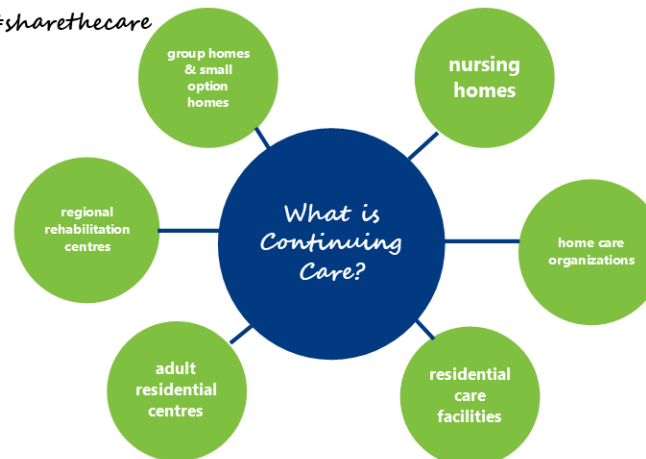 #sharethecare
group homes
& small
option
homes
nursing
homes
regional
rehabilitation
centres
What is
Continuing
Care?
home care
organizations
adult
residential
centres
residential
care
facilities